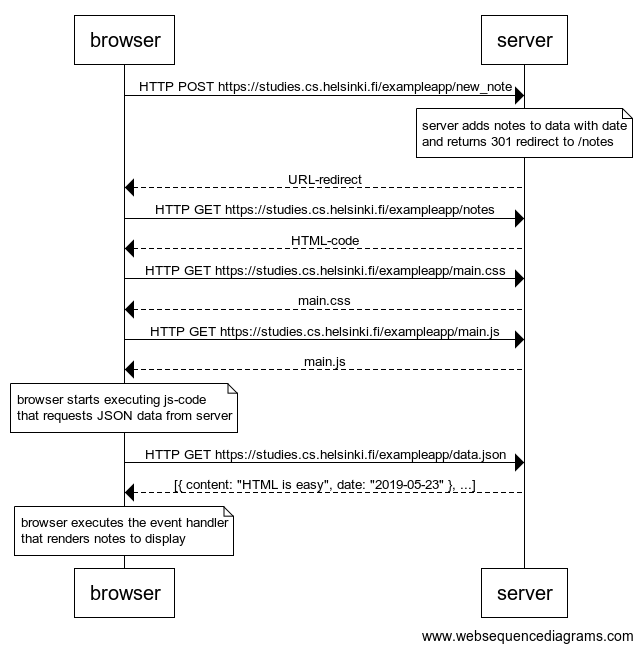 browser server
HTTP POST https://studies.cs.helsinki.fi/exampleapp/new_note
server adds notes to data with date
and returns 301 redirect to /notes
URL-redirect
HTTP GET https://studies.cs.helsinki.fi/exampleapp/notes
HTML-code
HTTP GET https://studies.cs.helsinki.fi/exampleapp/main.css
main.css
HTTP GET https://studies.cs.helsinki.fi/exampleapp/main.js
main.js
browser starts executing js-code
that requests JSON data from server
HTTP GET https://studies.cs.helsinki.fi/exampleapp/data.json
[{ content: "HTML is easy", date: "2019-05-23" }, ...]
browser executes the event handler
that renders notes to display
browser server
www.websequencediagrams.com